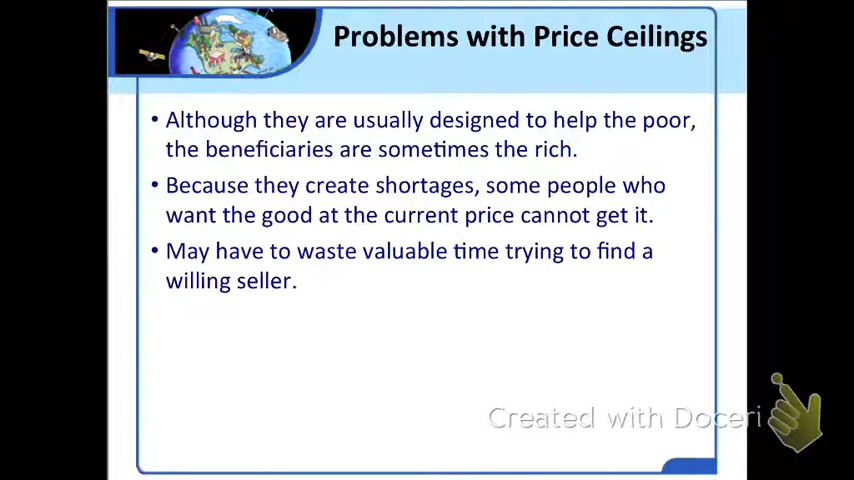 Problems with Price Ceilings
• Although they are usually designed to help the poor,
the beneficiaries are sometimes the rich.
• Because they create shortages, some people who
want the good at the current price cannot get it.
• May have to waste valuable time trying to find a
willing seller.
Created with Doceri